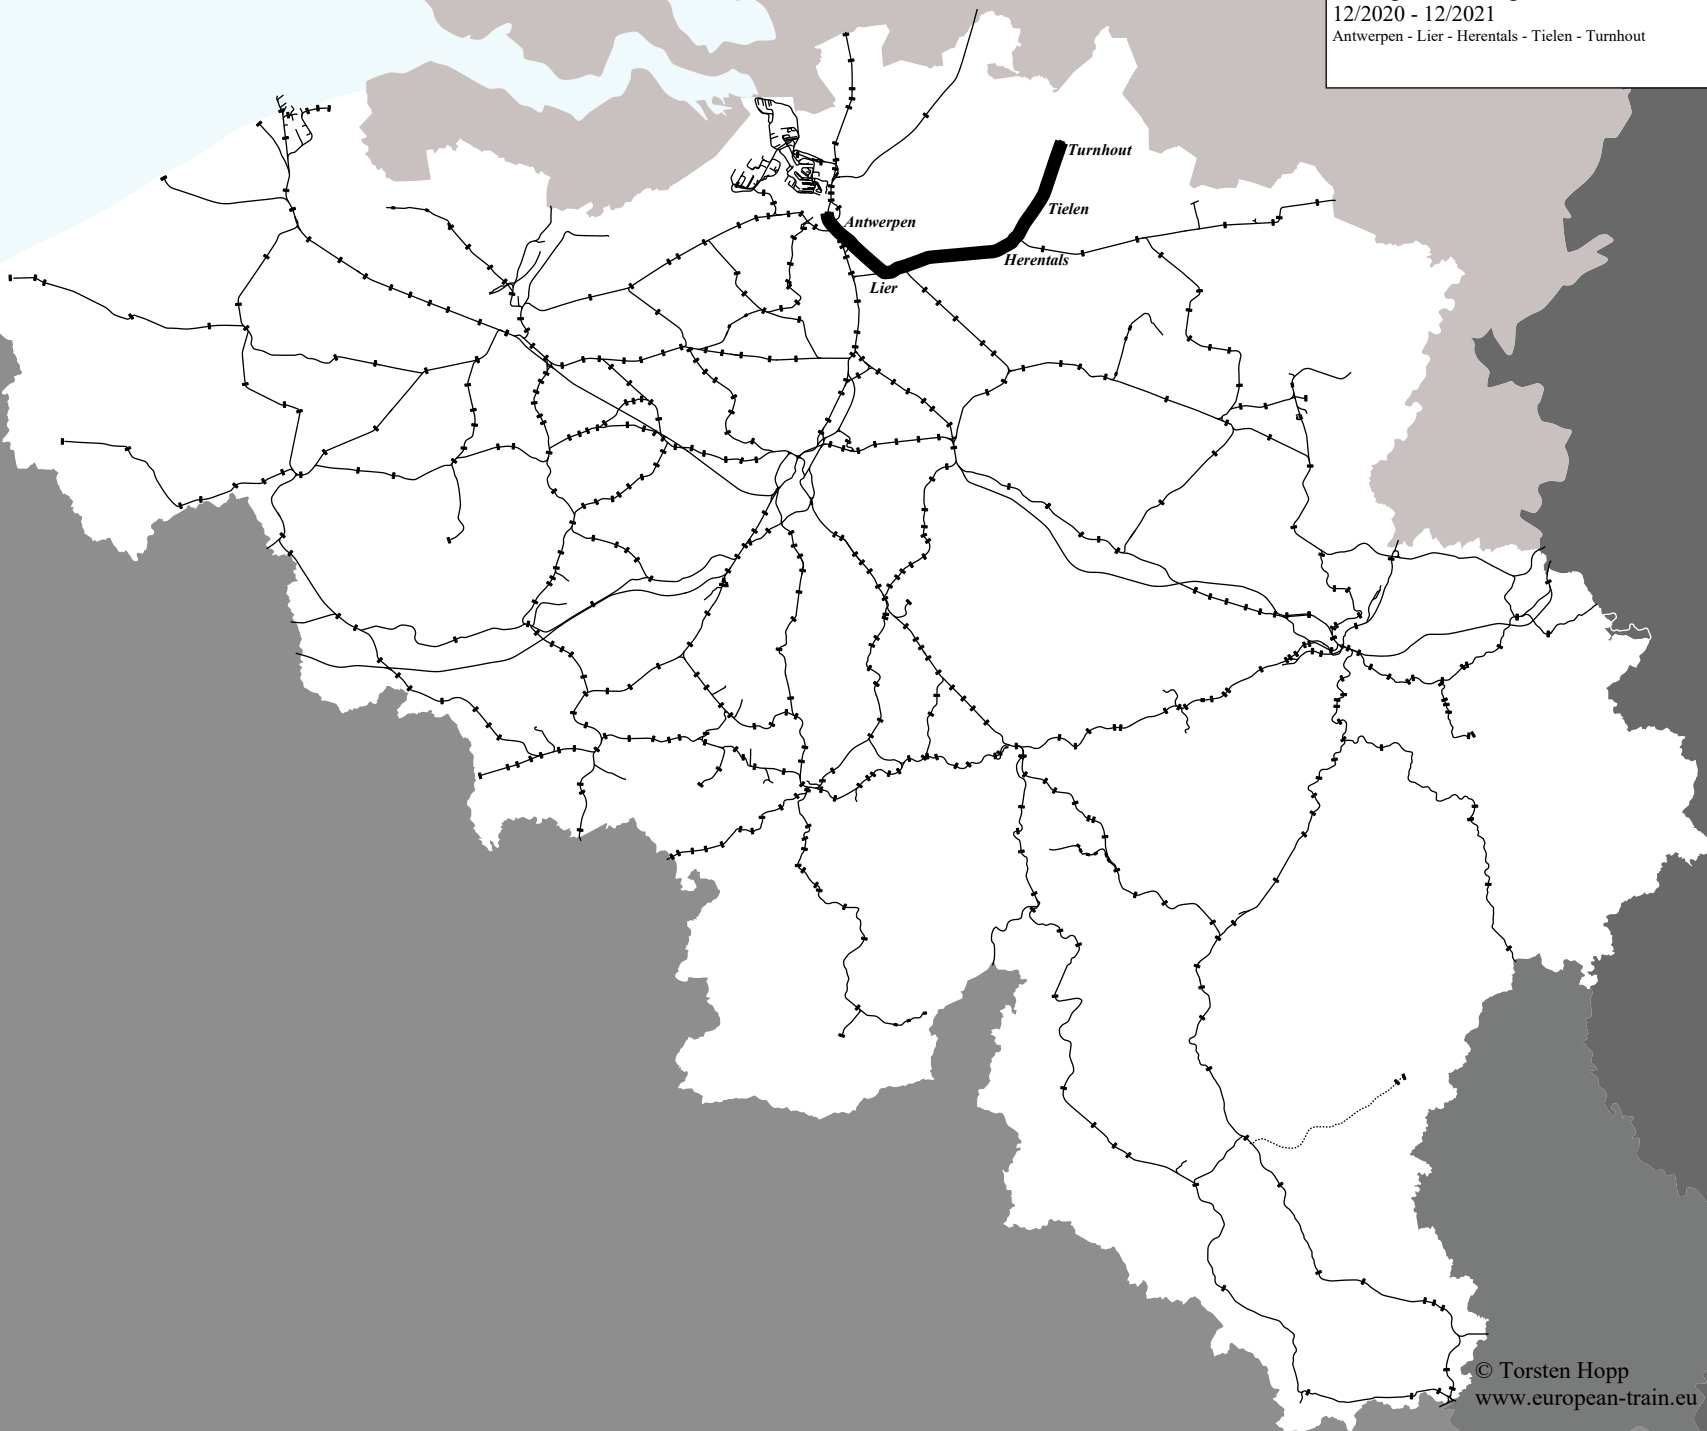 12/2020 - 12/2021
Antwerpen - Lier - Herentals - Tielen - Turnhout
Turnhout
Tielen
Antwerpen
Herentals
Lier
© Torsten Hopp
www.european-train.eu